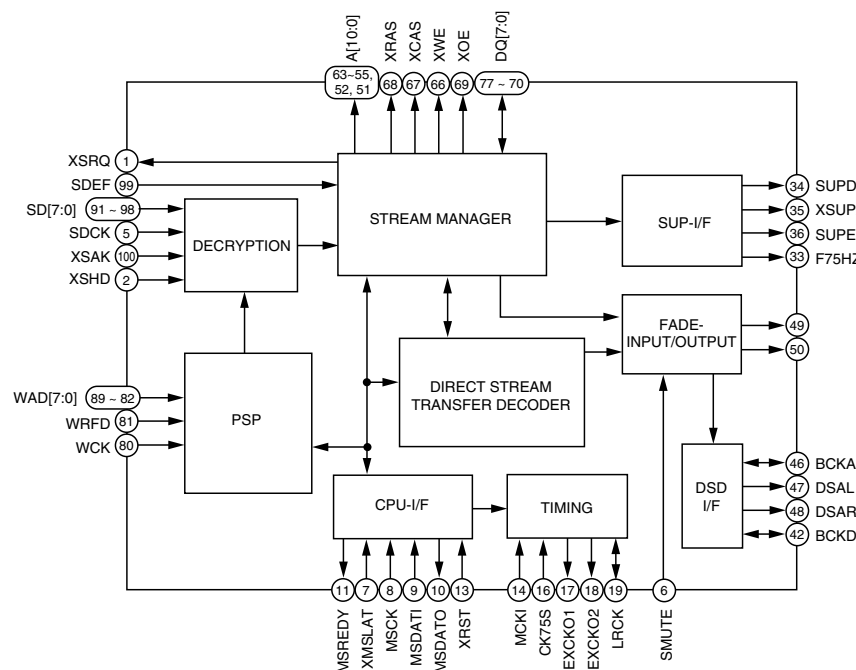 A[10:0]
XRAS
XCAS
XWE
XOE
DQ[7:0]
63~55,
52, 51
68
67
66
69
77 ~ 70
XSRQ
1
SDEF
99
SD[7:0]
91 ~ 98
SDCK
5
XSAK
100
XSHD
2
DECRYPTION
STREAM MANAGER
SUP-I/F
34
SUPD
35
XSUP
36
SUPE
33
F75HZ
FADE-
INPUT/OUTPUT
49
50
DIRECT STREAM
TRANSFER DECODER
WAD[7:0]
89 ~ 82
WRFD
81
WCK
80
PSP
CPU-I/F
TIMING
DSD
I/F
46
BCKA
47
DSAL
48
DSAR
42
BCKD
11
7
8
9
10
13
14
16
17
18
19
6
MSREDY
XMSLAT
MSCK
MSDATI
MSDATO
XRST
MCKI
CK75S
EXCKO1
EXCKO2
LRCK
SMUTE